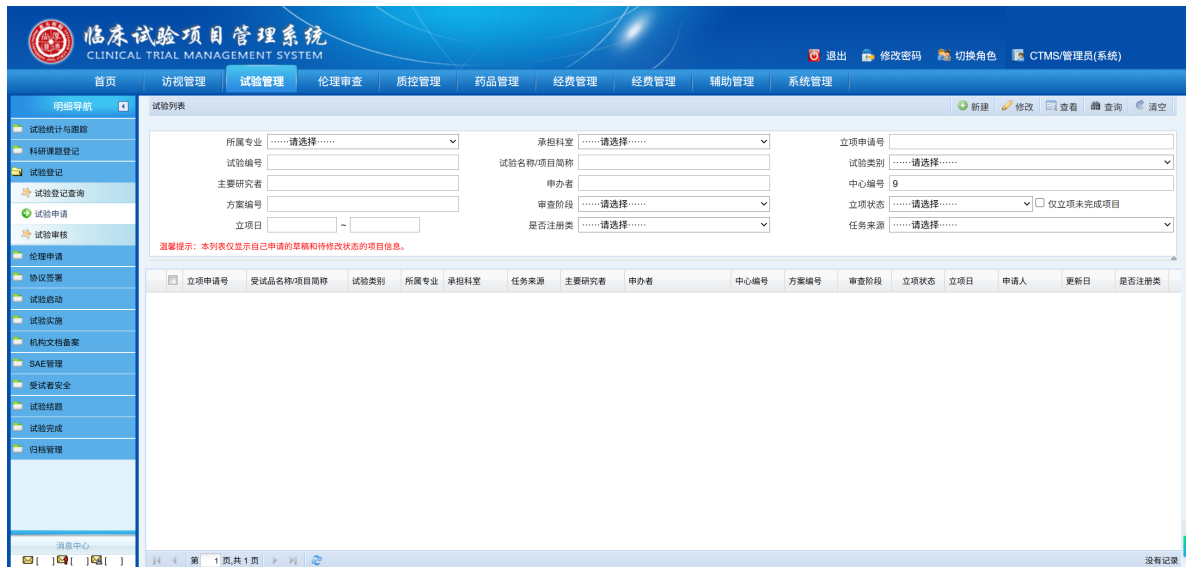 临床试验项目管理系统
CLINICAL TRIAL MANAGEMENT SYSTEM
退出 修改密码 切换角色 CTMS/管理员(系统)
首页 访视管理 试验管理 伦理审查 质控管理 药品管理 经费管理 经费管理 辅助管理 系统管理
明细导航
试验统计与跟踪
科研课题登记
试验登记
试验登记查询
试验申请
试验审核
伦理申请
协议签署
试验启动
试验实施
机构文档备案
SAE管理
受试者安全
试验结题
试验完成
归档管理
消息中心
[ ] [ ] [ ]
试验列表 新建 修改 查看 查询 清空
所属专业 ……请选择…… 承担科室 ……请选择…… 立项申请号
试验编号 试验名称/项目简称 试验类别 ……请选择……
主要研究者 申办者 中心编号 9
方案编号 审查阶段 ……请选择…… 立项状态 ……请选择…… 仅立项未完成项目
立项日 ~ 是否注册类 ……请选择…… 任务来源 ……请选择……
温馨提示：本列表仅显示自己申请的草稿和待修改状态的项目信息。
立项申请号 受试品名称/项目简称 试验类别 所属专业 承担科室 任务来源 主要研究者 申办者 中心编号 方案编号 审查阶段 立项状态 立项日 申请人 更新日 是否注册类
第 1 页,共 1 页 没有记录